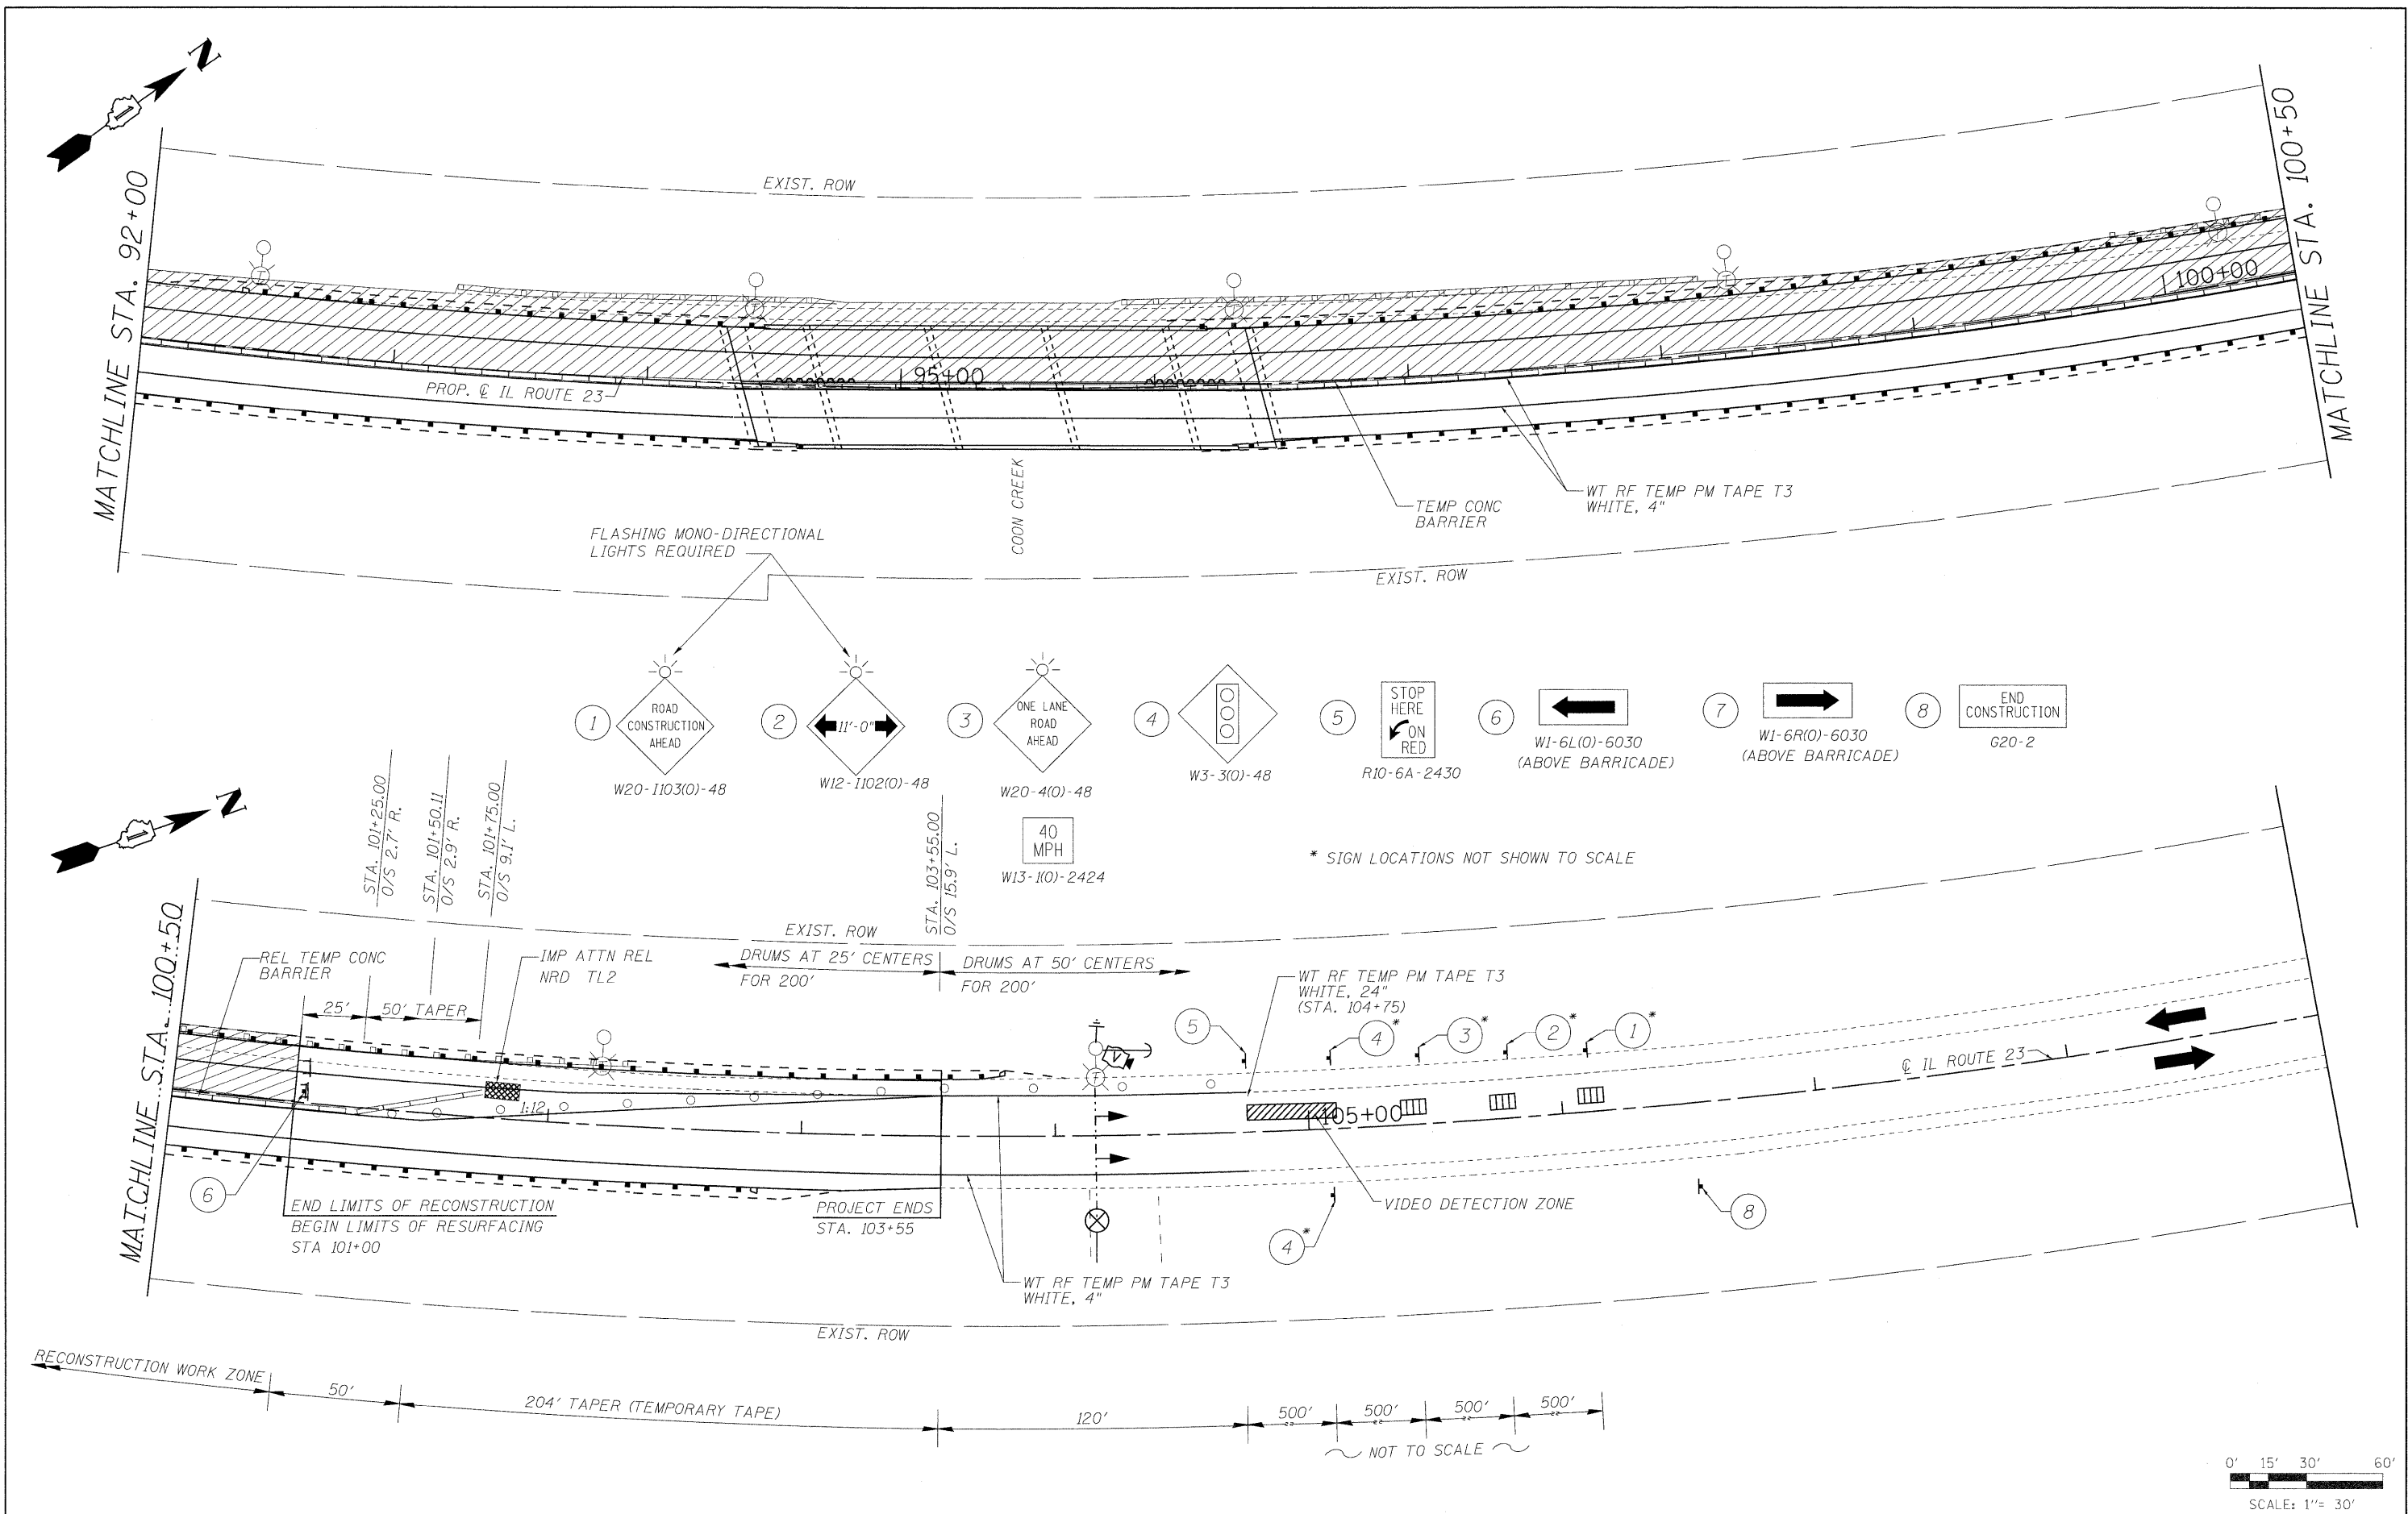 N
MATCHLINE STA. 92+00
EXIST. ROW
MATCHLINE STA. 100+50
100+00
95+00
PROP. ℄ IL ROUTE 23
COON CREEK
TEMP CONC
BARRIER
WT RF TEMP PM TAPE T3
WHITE, 4"
FLASHING MONO-DIRECTIONAL
LIGHTS REQUIRED
EXIST. ROW
1
ROAD
CONSTRUCTION
AHEAD
W20-I103(O)-48
2
11'-0"
W12-I102(O)-48
3
ONE LANE
ROAD
AHEAD
W20-4(O)-48
40
MPH
W13-1(O)-2424
4
W3-3(O)-48
5
STOP
HERE
ON
RED
R10-6A-2430
6
W1-6L(O)-6030
(ABOVE BARRICADE)
7
W1-6R(O)-6030
(ABOVE BARRICADE)
8
END
CONSTRUCTION
G20-2
* SIGN LOCATIONS NOT SHOWN TO SCALE
N
MATCHLINE STA. 100+50
STA. 101+25.00
O/S 2.7' R.
STA. 101+50.11
O/S 2.9' R.
STA. 101+75.00
O/S 9.1' L.
STA. 103+55.00
O/S 15.9' L.
EXIST. ROW
REL TEMP CONC
BARRIER
IMP ATTN REL
NRD TL2
25'
50' TAPER
DRUMS AT 25' CENTERS
FOR 200'
DRUMS AT 50' CENTERS
FOR 200'
WT RF TEMP PM TAPE T3
WHITE, 24"
(STA. 104+75)
5
4*
3*
2*
1*
1:12
105+00
℄ IL ROUTE 23
6
END LIMITS OF RECONSTRUCTION
BEGIN LIMITS OF RESURFACING
STA 101+00
PROJECT ENDS
STA. 103+55
VIDEO DETECTION ZONE
4*
8
WT RF TEMP PM TAPE T3
WHITE, 4"
EXIST. ROW
RECONSTRUCTION WORK ZONE
50'
204' TAPER (TEMPORARY TAPE)
120'
500'
500'
500'
500'
NOT TO SCALE
0' 15' 30' 60'
SCALE: 1"= 30'